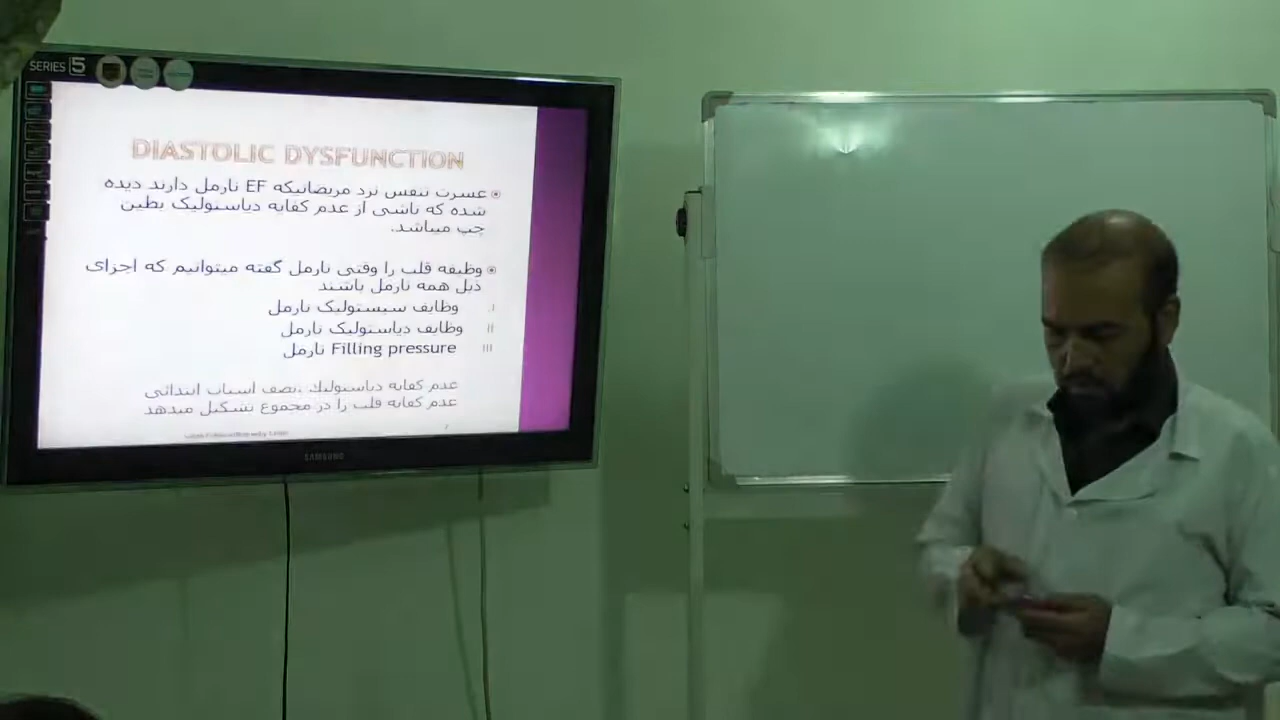 SERIES 5
DIASTOLIC DYSFUNCTION
عسرت تنفس نزد مریضانیکه EF نارمل دارند دیده
شده که ناشی از عدم کفایه دیاستولیک بطین
چپ میباشد.
وظیفه قلب را وقتی نارمل گفته میتوانیم که اجزای
ذیل همه نارمل باشند
I. وظایف سیستولیک نارمل
II وظایف دیاستولیک نارمل
III Filling pressure نارمل
عدم کفایه دیاستولیک ،نصف اسباب ابتدائی
عدم کفایه قلب را در مجموع تشکیل میدهد
SAMSUNG